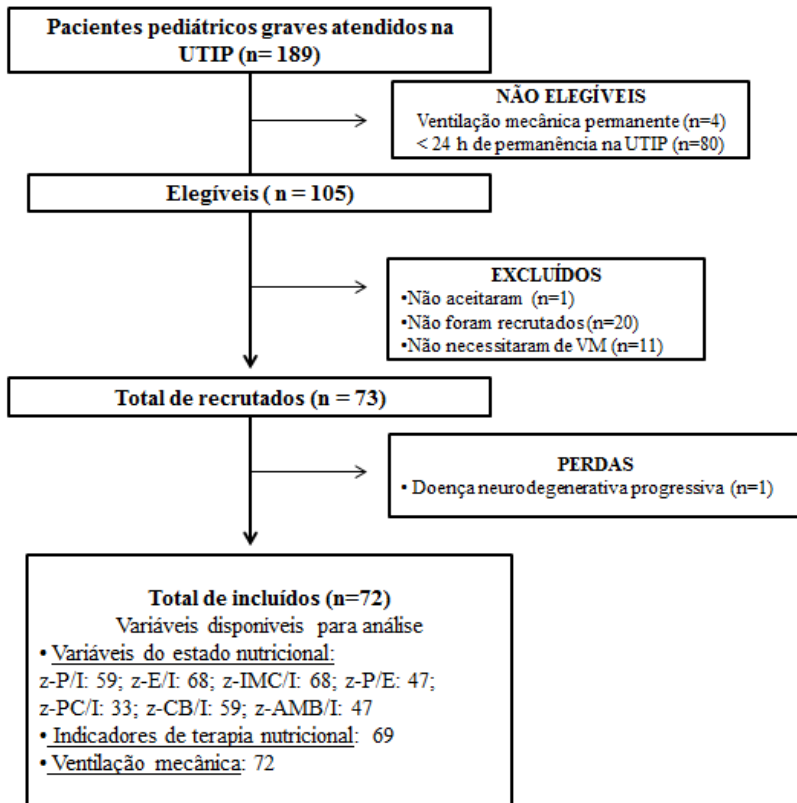 Pacientes pediátricos graves atendidos na
UTIP (n= 189)
NÃO ELEGÍVEIS
Ventilação mecânica permanente (n=4)
< 24 h de permanência na UTIP (n=80)
Elegíveis ( n = 105)
EXCLUÍDOS
•Não aceitaram (n=1)
•Não foram recrutados (n=20)
•Não necessitaram de VM (n=11)
Total de recrutados (n = 73)
PERDAS
• Doença neurodegenerativa progressiva (n=1)
Total de incluídos (n=72)
Variáveis disponíveis para análise
• Variáveis do estado nutricional:
z-P/I: 59; z-E/I: 68; z-IMC/I: 68; z-P/E: 47;
z-PC/I: 33; z-CB/I: 59; z-AMB/I: 47
• Indicadores de terapia nutricional: 69
• Ventilação mecânica: 72